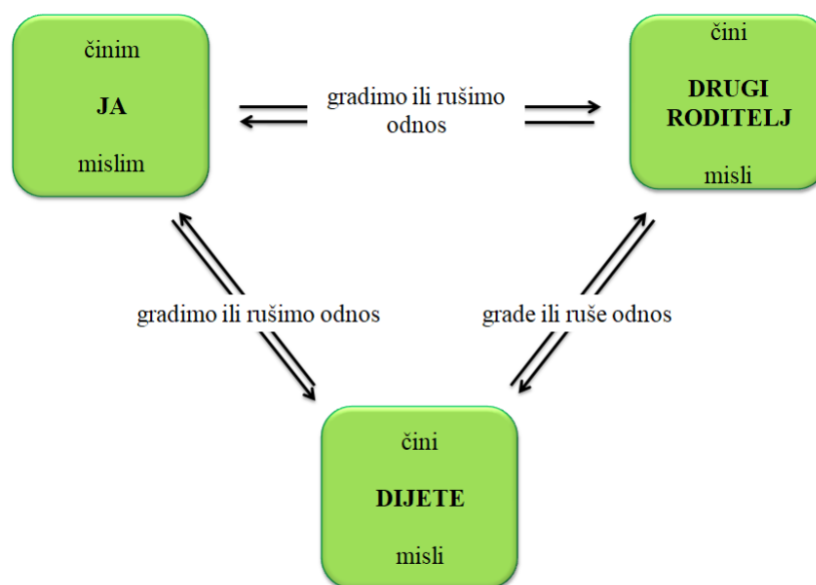 činim
JA
mislim
gradimo ili rušimo
odnos
čini
DRUGI
RODITELJ
misli
gradimo ili rušimo odnos
grade ili ruše odnos
čini
DIJETE
misli